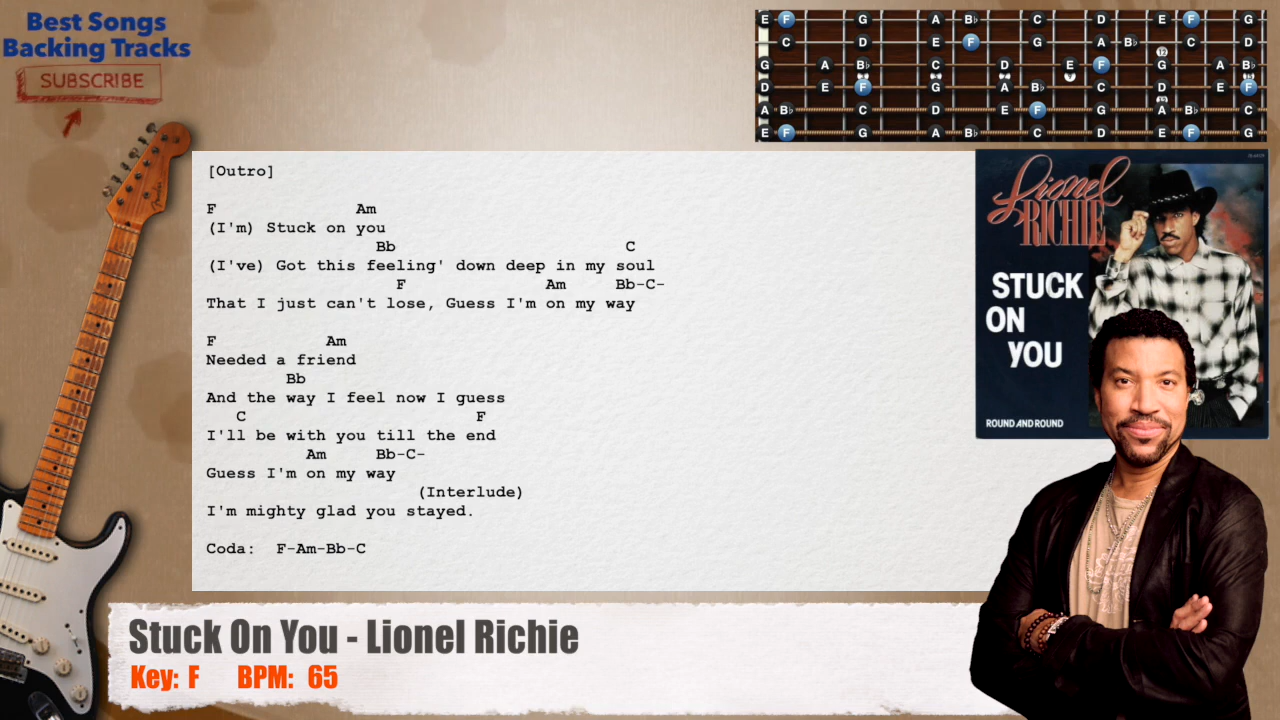 Best Songs
Backing Tracks
SUBSCRIBE
E F G A B♭ C D E F G
C D E F G A B♭ C D
G A B♭ C D E F G A B♭
D E F G A B♭ C D E F
A B♭ C D E F G A B♭ C
E F G A B♭ C D E F G
[Outro]
F Am
(I'm) Stuck on you
Bb C
(I've) Got this feeling' down deep in my soul
F Am Bb-C-
That I just can't lose, Guess I'm on my way
F Am
Needed a friend
Bb
And the way I feel now I guess
C F
I'll be with you till the end
Am Bb-C-
Guess I'm on my way
(Interlude)
I'm mighty glad you stayed.
Coda: F-Am-Bb-C
Lionel
RICHIE
STUCK
ON
YOU
ROUND AND ROUND
Stuck On You - Lionel Richie
Key: F BPM: 65